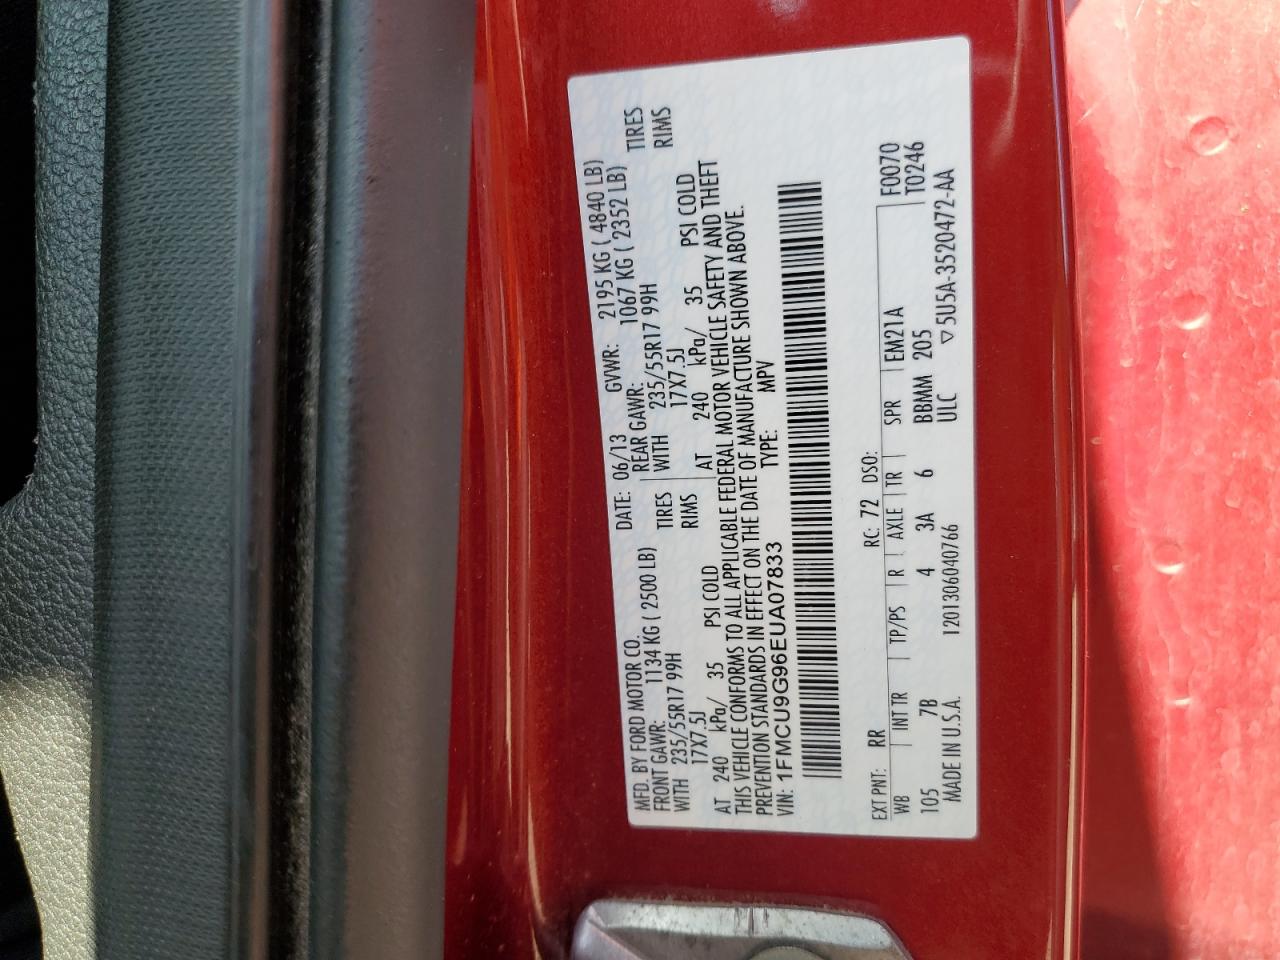 MFD. BY FORD MOTOR CO. DATE: 06/13 GVWR: 2195 KG ( 4840 LB)
FRONT GAWR: 1134 KG ( 2500 LB) REAR GAWR: 1067 KG ( 2352 LB)
WITH 235/55R17 99H TIRES WITH 235/55R17 99H TIRES
17X7.5J RIMS 17X7.5J RIMS
AT 240 kPa/ 35 PSI COLD AT 240 kPa/ 35 PSI COLD
THIS VEHICLE CONFORMS TO ALL APPLICABLE FEDERAL MOTOR VEHICLE SAFETY AND THEFT
PREVENTION STANDARDS IN EFFECT ON THE DATE OF MANUFACTURE SHOWN ABOVE.
VIN: 1FMCU9G96EUA07833 TYPE: MPV
EXT PNT: RR RC: 72 DSO: F0070
WB INT TR TP/PS R AXLE TR SPR EM21A T0246
105 7B 4 3A 6 BBMM 205
MADE IN U.S.A. 1201306040766 ULC ▽5U5A-3520472-AA